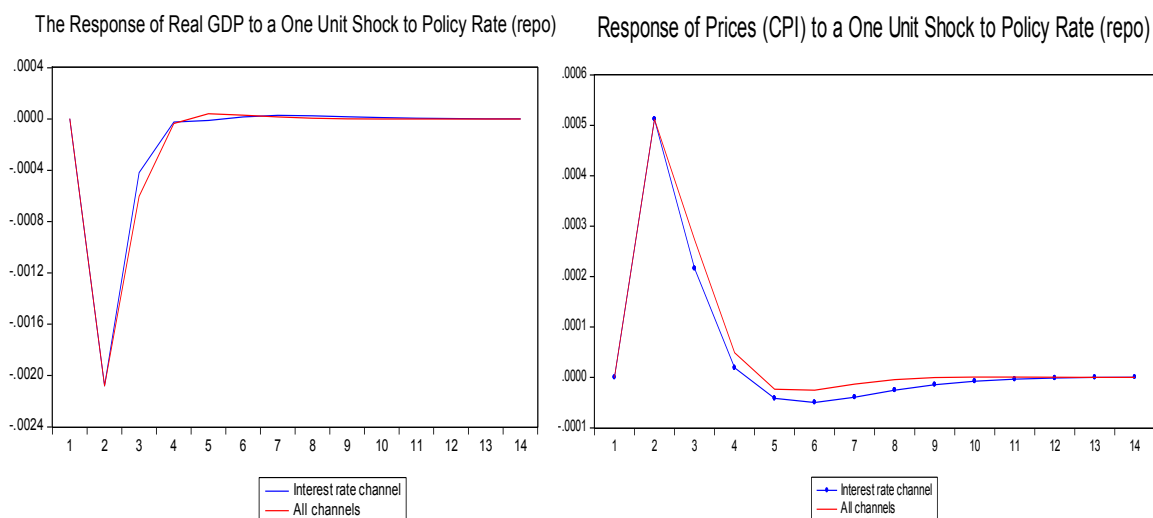 The Response of Real GDP to a One Unit Shock to Policy Rate (repo)
.0004
.0000
-.0004
-.0008
-.0012
-.0016
-.0020
-.0024
1 2 3 4 5 6 7 8 9 10 11 12 13 14
Interest rate channel
All channels
Response of Prices (CPI) to a One Unit Shock to Policy Rate (repo)
.0006
.0005
.0004
.0003
.0002
.0001
.0000
-.0001
1 2 3 4 5 6 7 8 9 10 11 12 13 14
Interest rate channel
All channels